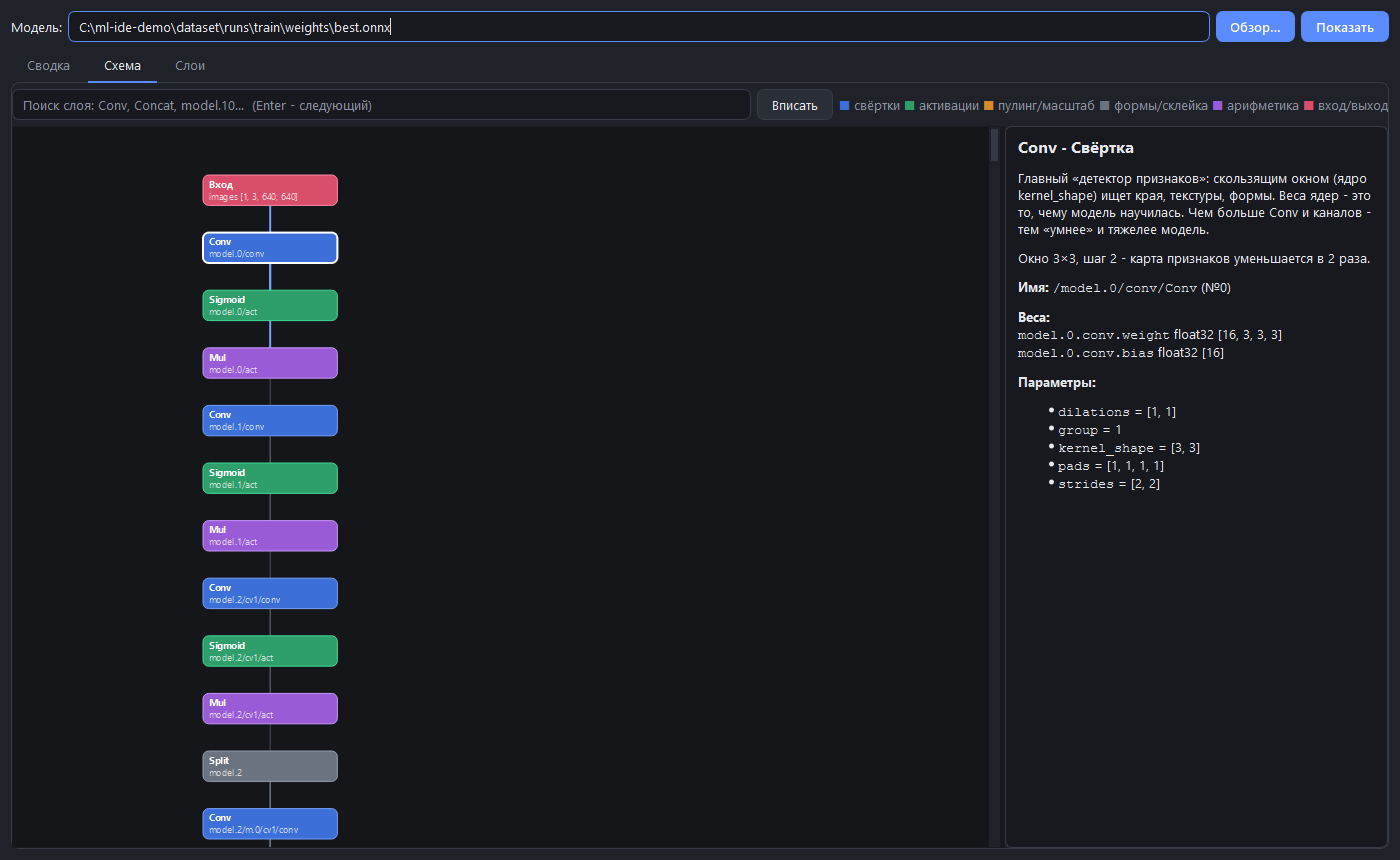 Модель: C:\ml-ide-demo\dataset\runs\train\weights\best.onnx Обзор... Показать
Сводка Схема Слои
Поиск слоя: Conv, Concat, model.10... (Enter - следующий) Вписать свёртки активации пулинг/масштаб формы/склейка арифметика вход/выход
Вход
images [1, 3, 640, 640]
Conv
model.0/conv
Sigmoid
model.0/act
Mul
model.0/act
Conv
model.1/conv
Sigmoid
model.1/act
Mul
model.1/act
Conv
model.2/cv1/conv
Sigmoid
model.2/cv1/act
Mul
model.2/cv1/act
Split
model.2
Conv
model.2/m.0/cv1/conv
Conv - Свёртка
Главный «детектор признаков»: скользящим окном (ядро
kernel_shape) ищет края, текстуры, формы. Веса ядер - это
то, чему модель научилась. Чем больше Conv и каналов -
тем «умнее» и тяжелее модель.
Окно 3×3, шаг 2 - карта признаков уменьшается в 2 раза.
Имя: /model.0/conv/Conv (№0)
Веса:
model.0.conv.weight float32 [16, 3, 3, 3]
model.0.conv.bias float32 [16]
Параметры:
• dilations = [1, 1]
• group = 1
• kernel_shape = [3, 3]
• pads = [1, 1, 1, 1]
• strides = [2, 2]